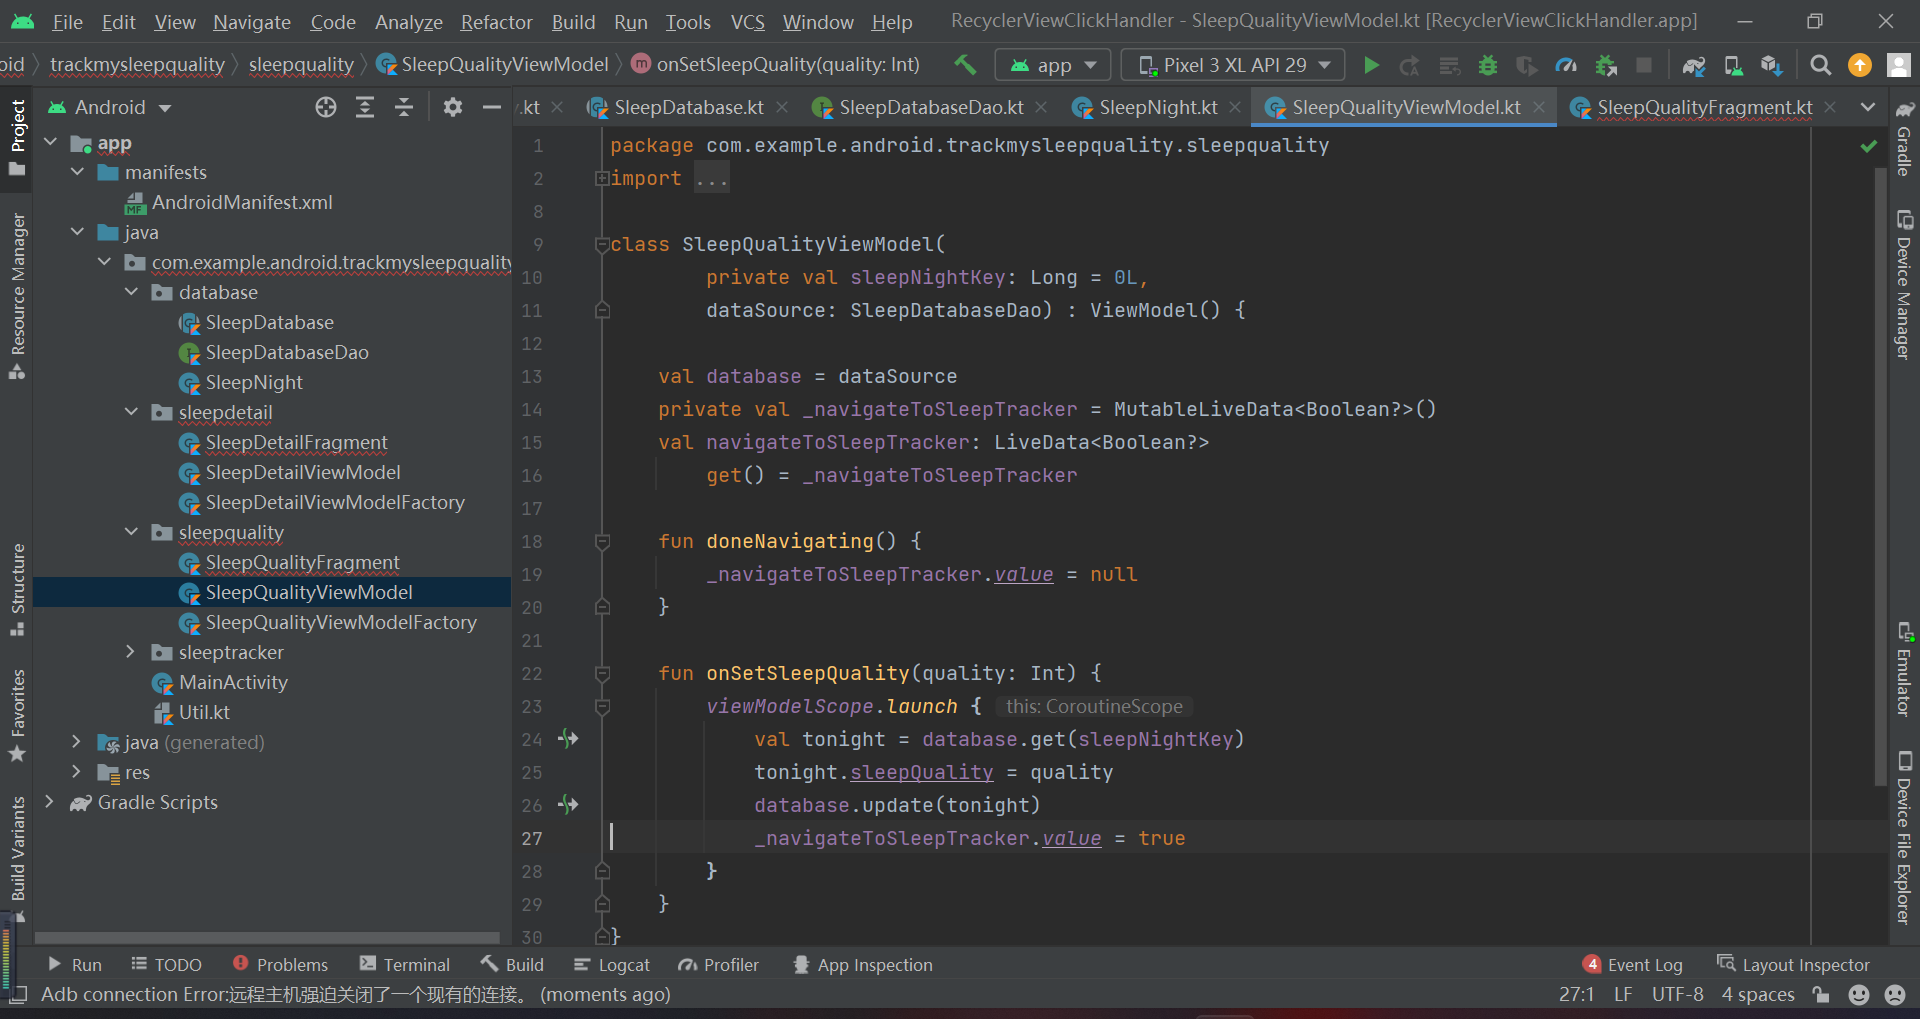 File Edit View Navigate Code Analyze Refactor Build Run Tools VCS Window Help RecyclerViewClickHandler - SleepQualityViewModel.kt [RecyclerViewClickHandler.app]
oid trackmysleepquality sleepquality SleepQualityViewModel onSetSleepQuality(quality: Int) app Pixel 3 XL API 29
Android
.kt SleepDatabase.kt SleepDatabaseDao.kt SleepNight.kt SleepQualityViewModel.kt SleepQualityFragment.kt
Project
Resource Manager
Structure
Favorites
Build Variants
app
manifests
AndroidManifest.xml
java
com.example.android.trackmysleepquality
database
SleepDatabase
SleepDatabaseDao
SleepNight
sleepdetail
SleepDetailFragment
SleepDetailViewModel
SleepDetailViewModelFactory
sleepquality
SleepQualityFragment
SleepQualityViewModel
SleepQualityViewModelFactory
sleeptracker
MainActivity
Util.kt
java (generated)
res
Gradle Scripts
1 package com.example.android.trackmysleepquality.sleepquality
2 import ...
8
9 class SleepQualityViewModel(
10 private val sleepNightKey: Long = 0L,
11 dataSource: SleepDatabaseDao) : ViewModel() {
12
13 val database = dataSource
14 private val _navigateToSleepTracker = MutableLiveData<Boolean?>()
15 val navigateToSleepTracker: LiveData<Boolean?>
16 get() = _navigateToSleepTracker
17
18 fun doneNavigating() {
19 _navigateToSleepTracker.value = null
20 }
21
22 fun onSetSleepQuality(quality: Int) {
23 viewModelScope.launch { this: CoroutineScope
24 val tonight = database.get(sleepNightKey)
25 tonight.sleepQuality = quality
26 database.update(tonight)
27 _navigateToSleepTracker.value = true
28 }
29 }
30 }
Gradle
Device Manager
Emulator
Device File Explorer
Run TODO Problems Terminal Build Logcat Profiler App Inspection 4 Event Log Layout Inspector
Adb connection Error:远程主机强迫关闭了一个现有的连接。 (moments ago) 27:1 LF UTF-8 4 spaces